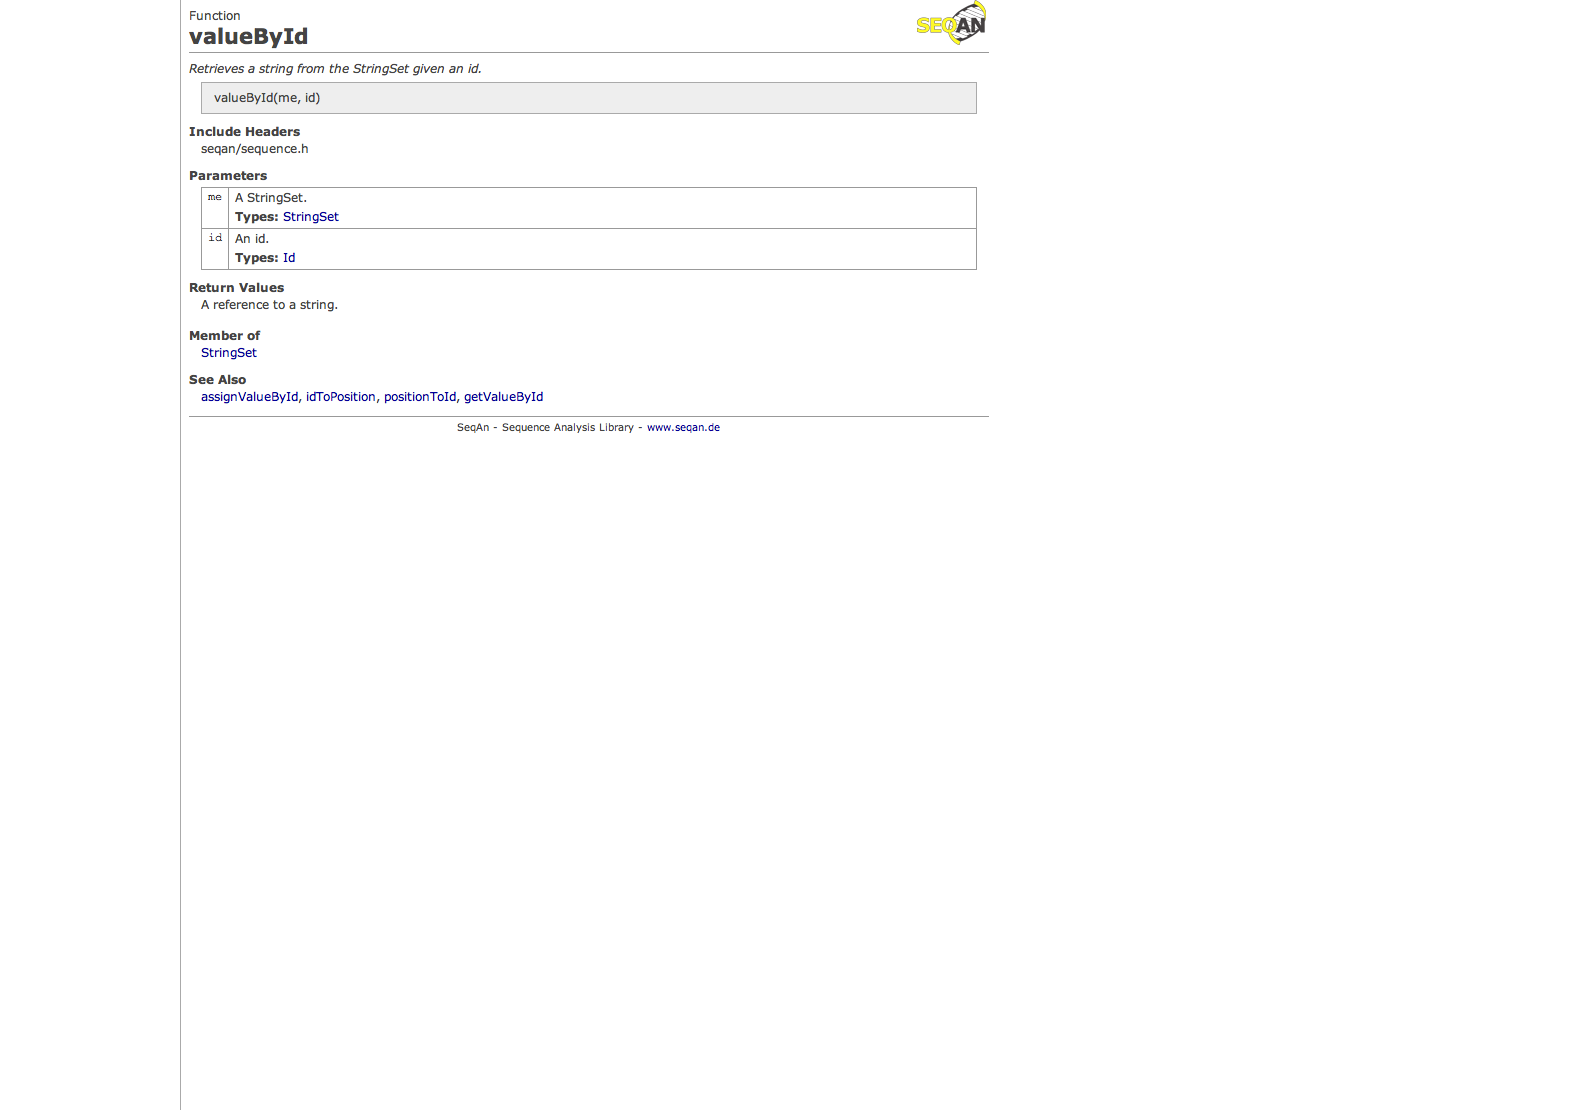 Function
SEQAN
valueById
Retrieves a string from the StringSet given an id.
valueById(me, id)
Include Headers
seqan/sequence.h
Parameters
me A StringSet.
Types: StringSet
id An id.
Types: Id
Return Values
A reference to a string.
Member of
StringSet
See Also
assignValueById, idToPosition, positionToId, getValueById
SeqAn - Sequence Analysis Library - www.seqan.de